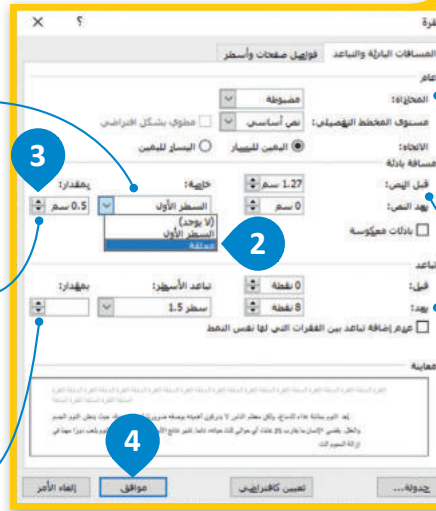 فقرة
؟ ×
المسافات البادئة والتباعد فواصل صفحات وأسطر
عام
المحاذاة: مضبوطة
مستوى المخطط التفصيلي: نص أساسي مطوي بشكل افتراضي
الاتجاه: اليمين لليسار اليسار لليمين
مسافة بادئة
قبل النص: 1.27 سم خاصة: بمقدار:
بعد النص: 0 سم السطر الأول 0.5 سم
3
(لا يوجد)
السطر الأول
معلقة
2
بادئات معكوسة
تباعد
قبل: 0 نقطة تباعد الأسطر: بمقدار:
بعد: 8 نقطة سطر 1.5
عدم إضافة تباعد بين الفقرات التي لها نفس النمط
معاينة
4
جدولة... تعيين كافتراضي موافق إلغاء الأمر